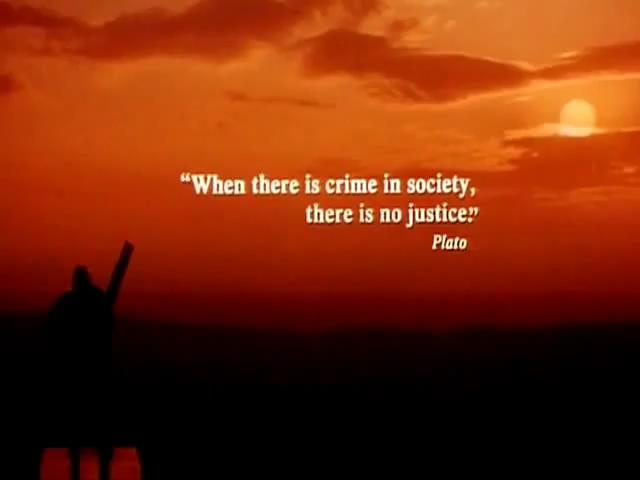 “When there is crime in society,
there is no justice.”
Plato